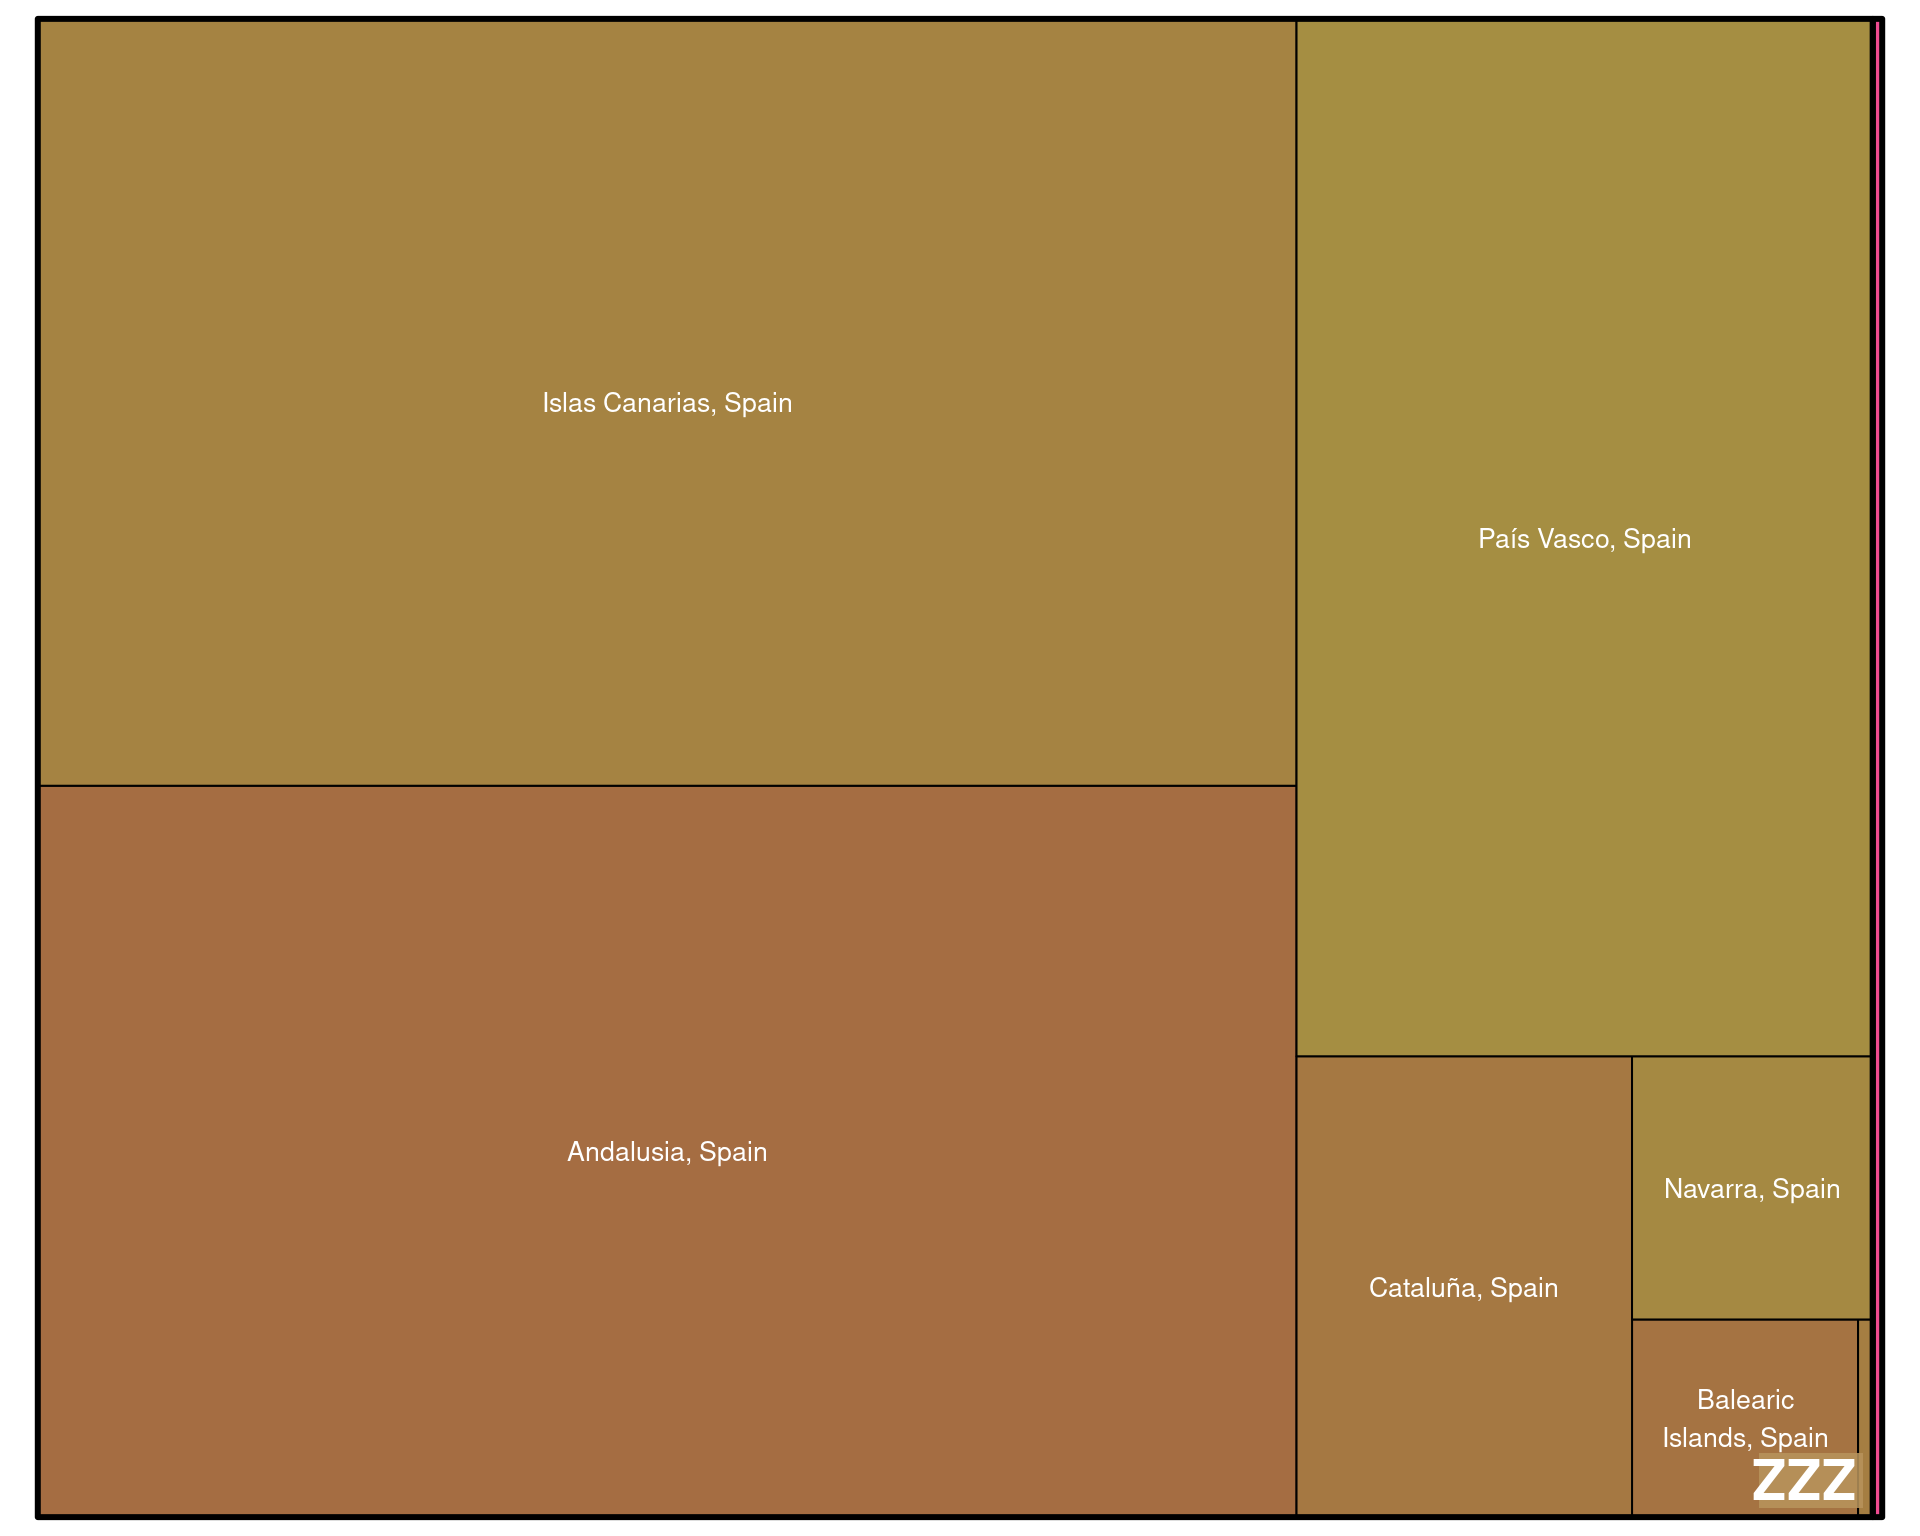 Islas Canarias, Spain
País Vasco, Spain
Andalusia, Spain
Cataluña, Spain
Navarra, Spain
Balearic
Islands, Spain
ZZZ